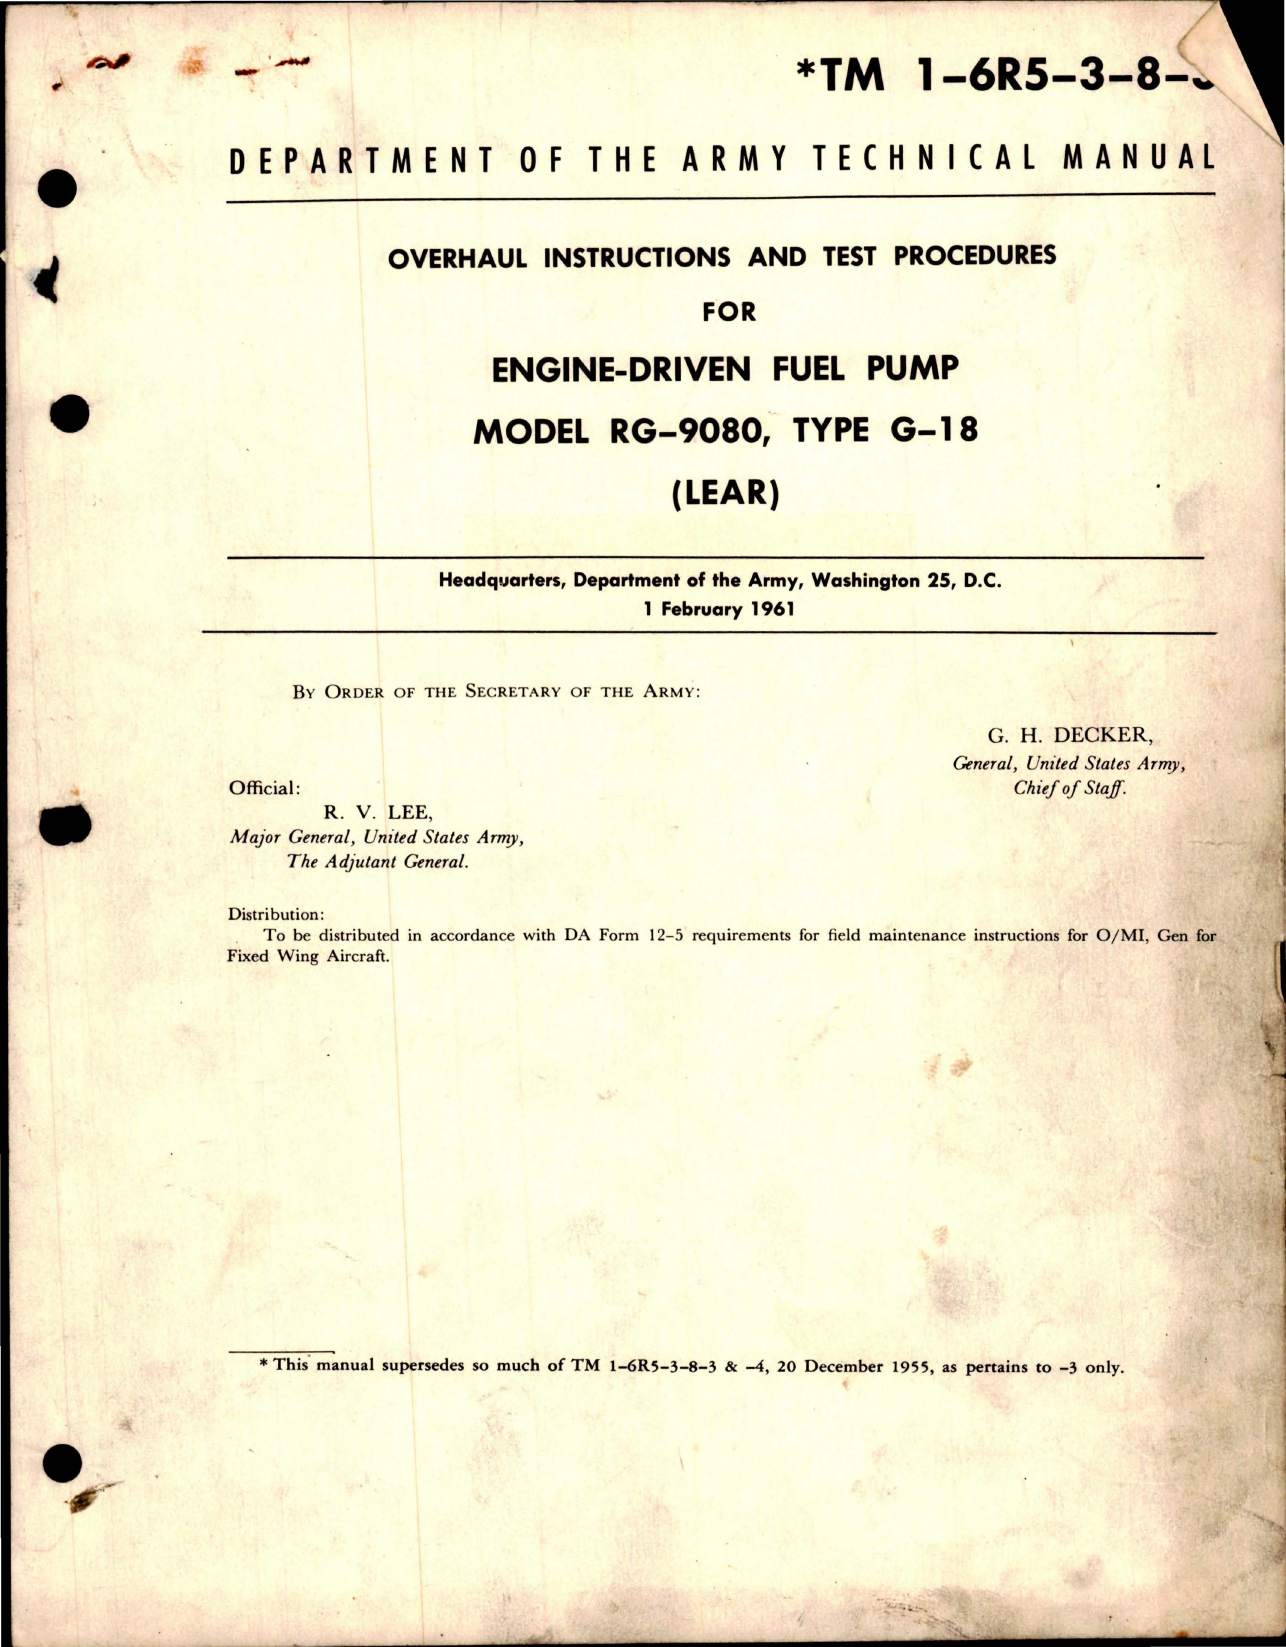 *TM 1-6R5-3-8-
DEPARTMENT OF THE ARMY TECHNICAL MANUAL
OVERHAUL INSTRUCTIONS AND TEST PROCEDURES
FOR
ENGINE-DRIVEN FUEL PUMP
MODEL RG-9080, TYPE G-18
(LEAR)
Headquarters, Department of the Army, Washington 25, D.C.
1 February 1961
BY ORDER OF THE SECRETARY OF THE ARMY:
G. H. DECKER,
General, United States Army,
Chief of Staff.
Official:
R. V. LEE,
Major General, United States Army,
The Adjutant General.
Distribution:
To be distributed in accordance with DA Form 12-5 requirements for field maintenance instructions for O/MI, Gen for
Fixed Wing Aircraft.
* This manual supersedes so much of TM 1-6R5-3-8-3 & -4, 20 December 1955, as pertains to -3 only.